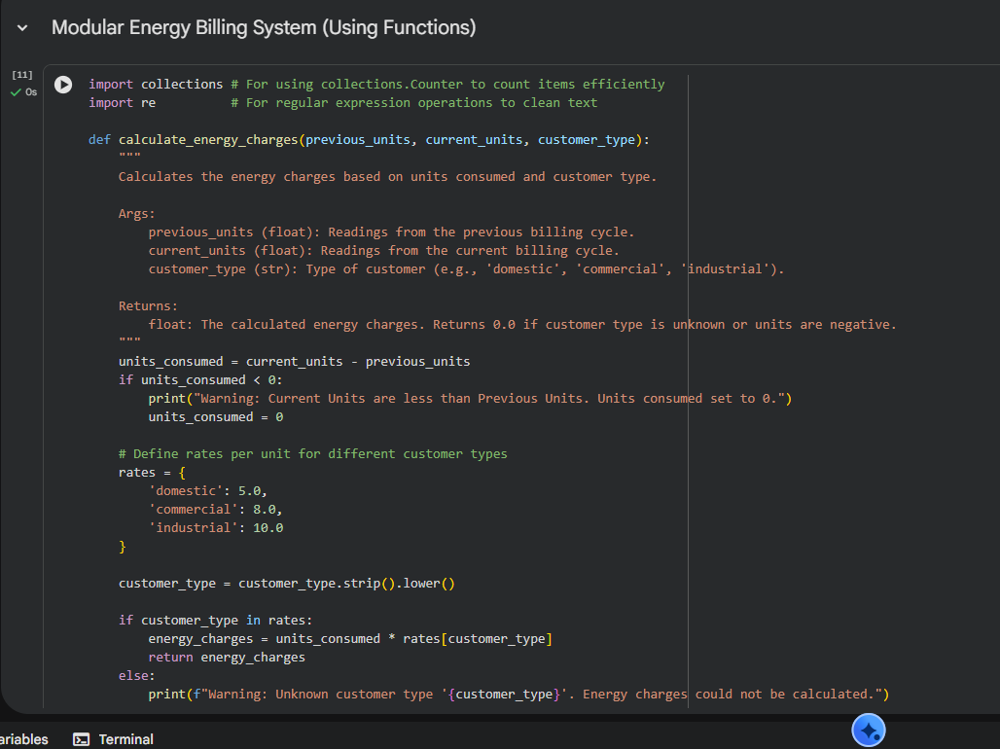 Modular Energy Billing System (Using Functions)
[11]
0s
import collections # For using collections.Counter to count items efficiently
import re          # For regular expression operations to clean text

def calculate_energy_charges(previous_units, current_units, customer_type):
    """
    Calculates the energy charges based on units consumed and customer type.

    Args:
        previous_units (float): Readings from the previous billing cycle.
        current_units (float): Readings from the current billing cycle.
        customer_type (str): Type of customer (e.g., 'domestic', 'commercial', 'industrial').

    Returns:
        float: The calculated energy charges. Returns 0.0 if customer type is unknown or units are negative.
    """
    units_consumed = current_units - previous_units
    if units_consumed < 0:
        print("Warning: Current Units are less than Previous Units. Units consumed set to 0.")
        units_consumed = 0

    # Define rates per unit for different customer types
    rates = {
        'domestic': 5.0,
        'commercial': 8.0,
        'industrial': 10.0
    }

    customer_type = customer_type.strip().lower()

    if customer_type in rates:
        energy_charges = units_consumed * rates[customer_type]
        return energy_charges
    else:
        print(f"Warning: Unknown customer type '{customer_type}'. Energy charges could not be calculated.")
ariables
Terminal